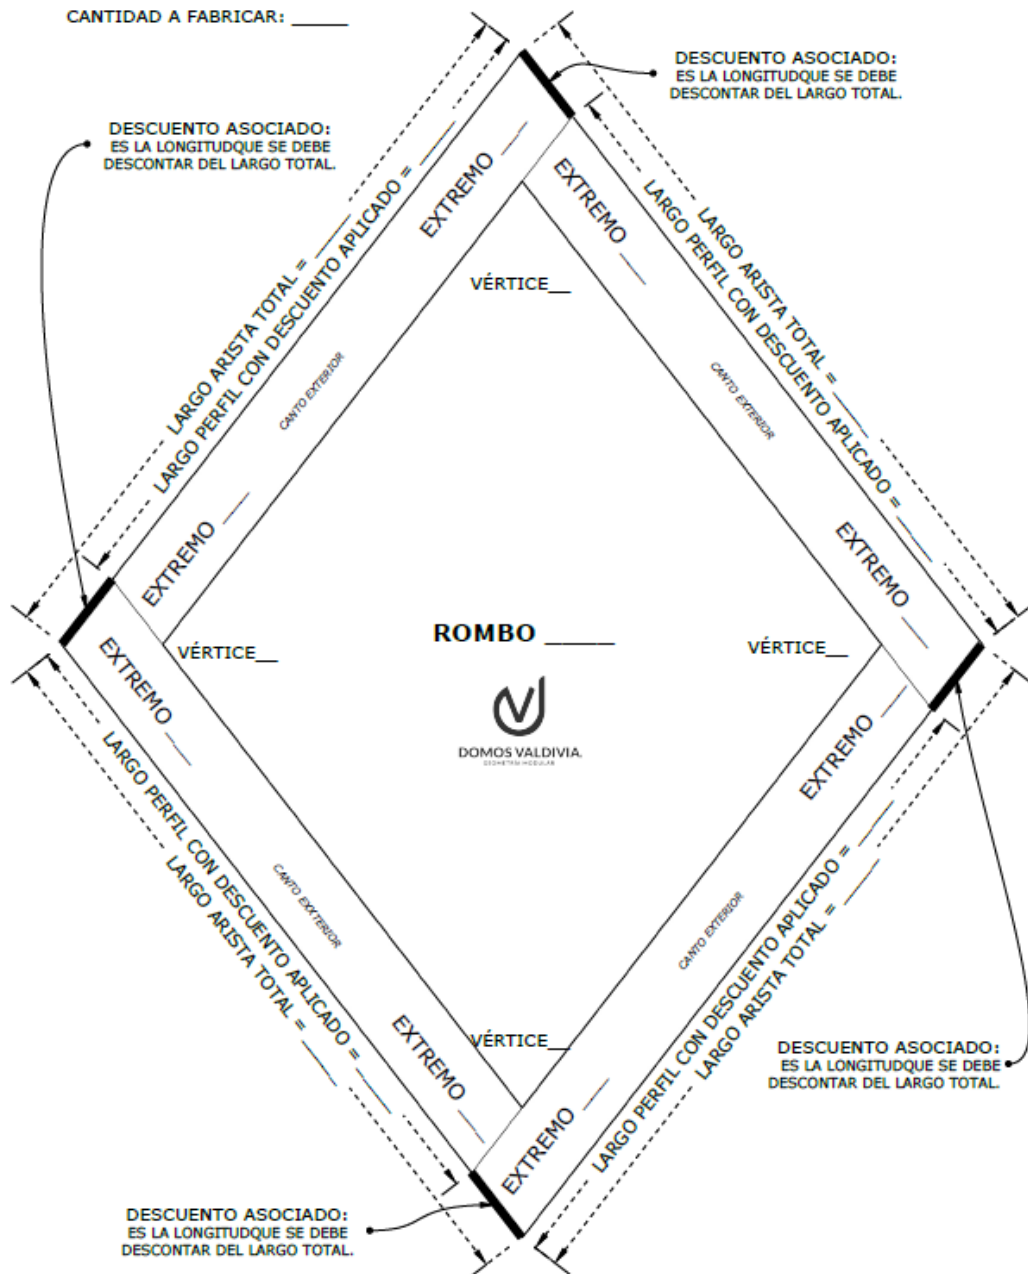 CANTIDAD A FABRICAR: _____
DESCUENTO ASOCIADO:
ES LA LONGITUDQUE SE DEBE
DESCONTAR DEL LARGO TOTAL.
DESCUENTO ASOCIADO:
ES LA LONGITUDQUE SE DEBE
DESCONTAR DEL LARGO TOTAL.
LARGO ARISTA TOTAL = _____
LARGO PERFIL CON DESCUENTO APLICADO = _____
EXTREMO ___
EXTREMO ___
LARGO ARISTA TOTAL = _____
LARGO PERFIL CON DESCUENTO APLICADO = _____
VÉRTICE__
CANTO EXTERIOR
CANTO EXTERIOR
EXTREMO ___
EXTREMO ___
ROMBO _____
VÉRTICE__
VÉRTICE__
EXTREMO ___
EXTREMO ___
DOMOS VALDIVIA.
GEOMETRÍA MODULAR
LARGO PERFIL CON DESCUENTO APLICADO = _____
LARGO ARISTA TOTAL = _____
CANTO EXXTERIOR
CANTO EXTERIOR
LARGO PERFIL CON DESCUENTO APLICADO = _____
LARGO ARISTA TOTAL = _____
EXTREMO ___
VÉRTICE__
EXTREMO ___
DESCUENTO ASOCIADO:
ES LA LONGITUDQUE SE DEBE
DESCONTAR DEL LARGO TOTAL.
DESCUENTO ASOCIADO:
ES LA LONGITUDQUE SE DEBE
DESCONTAR DEL LARGO TOTAL.